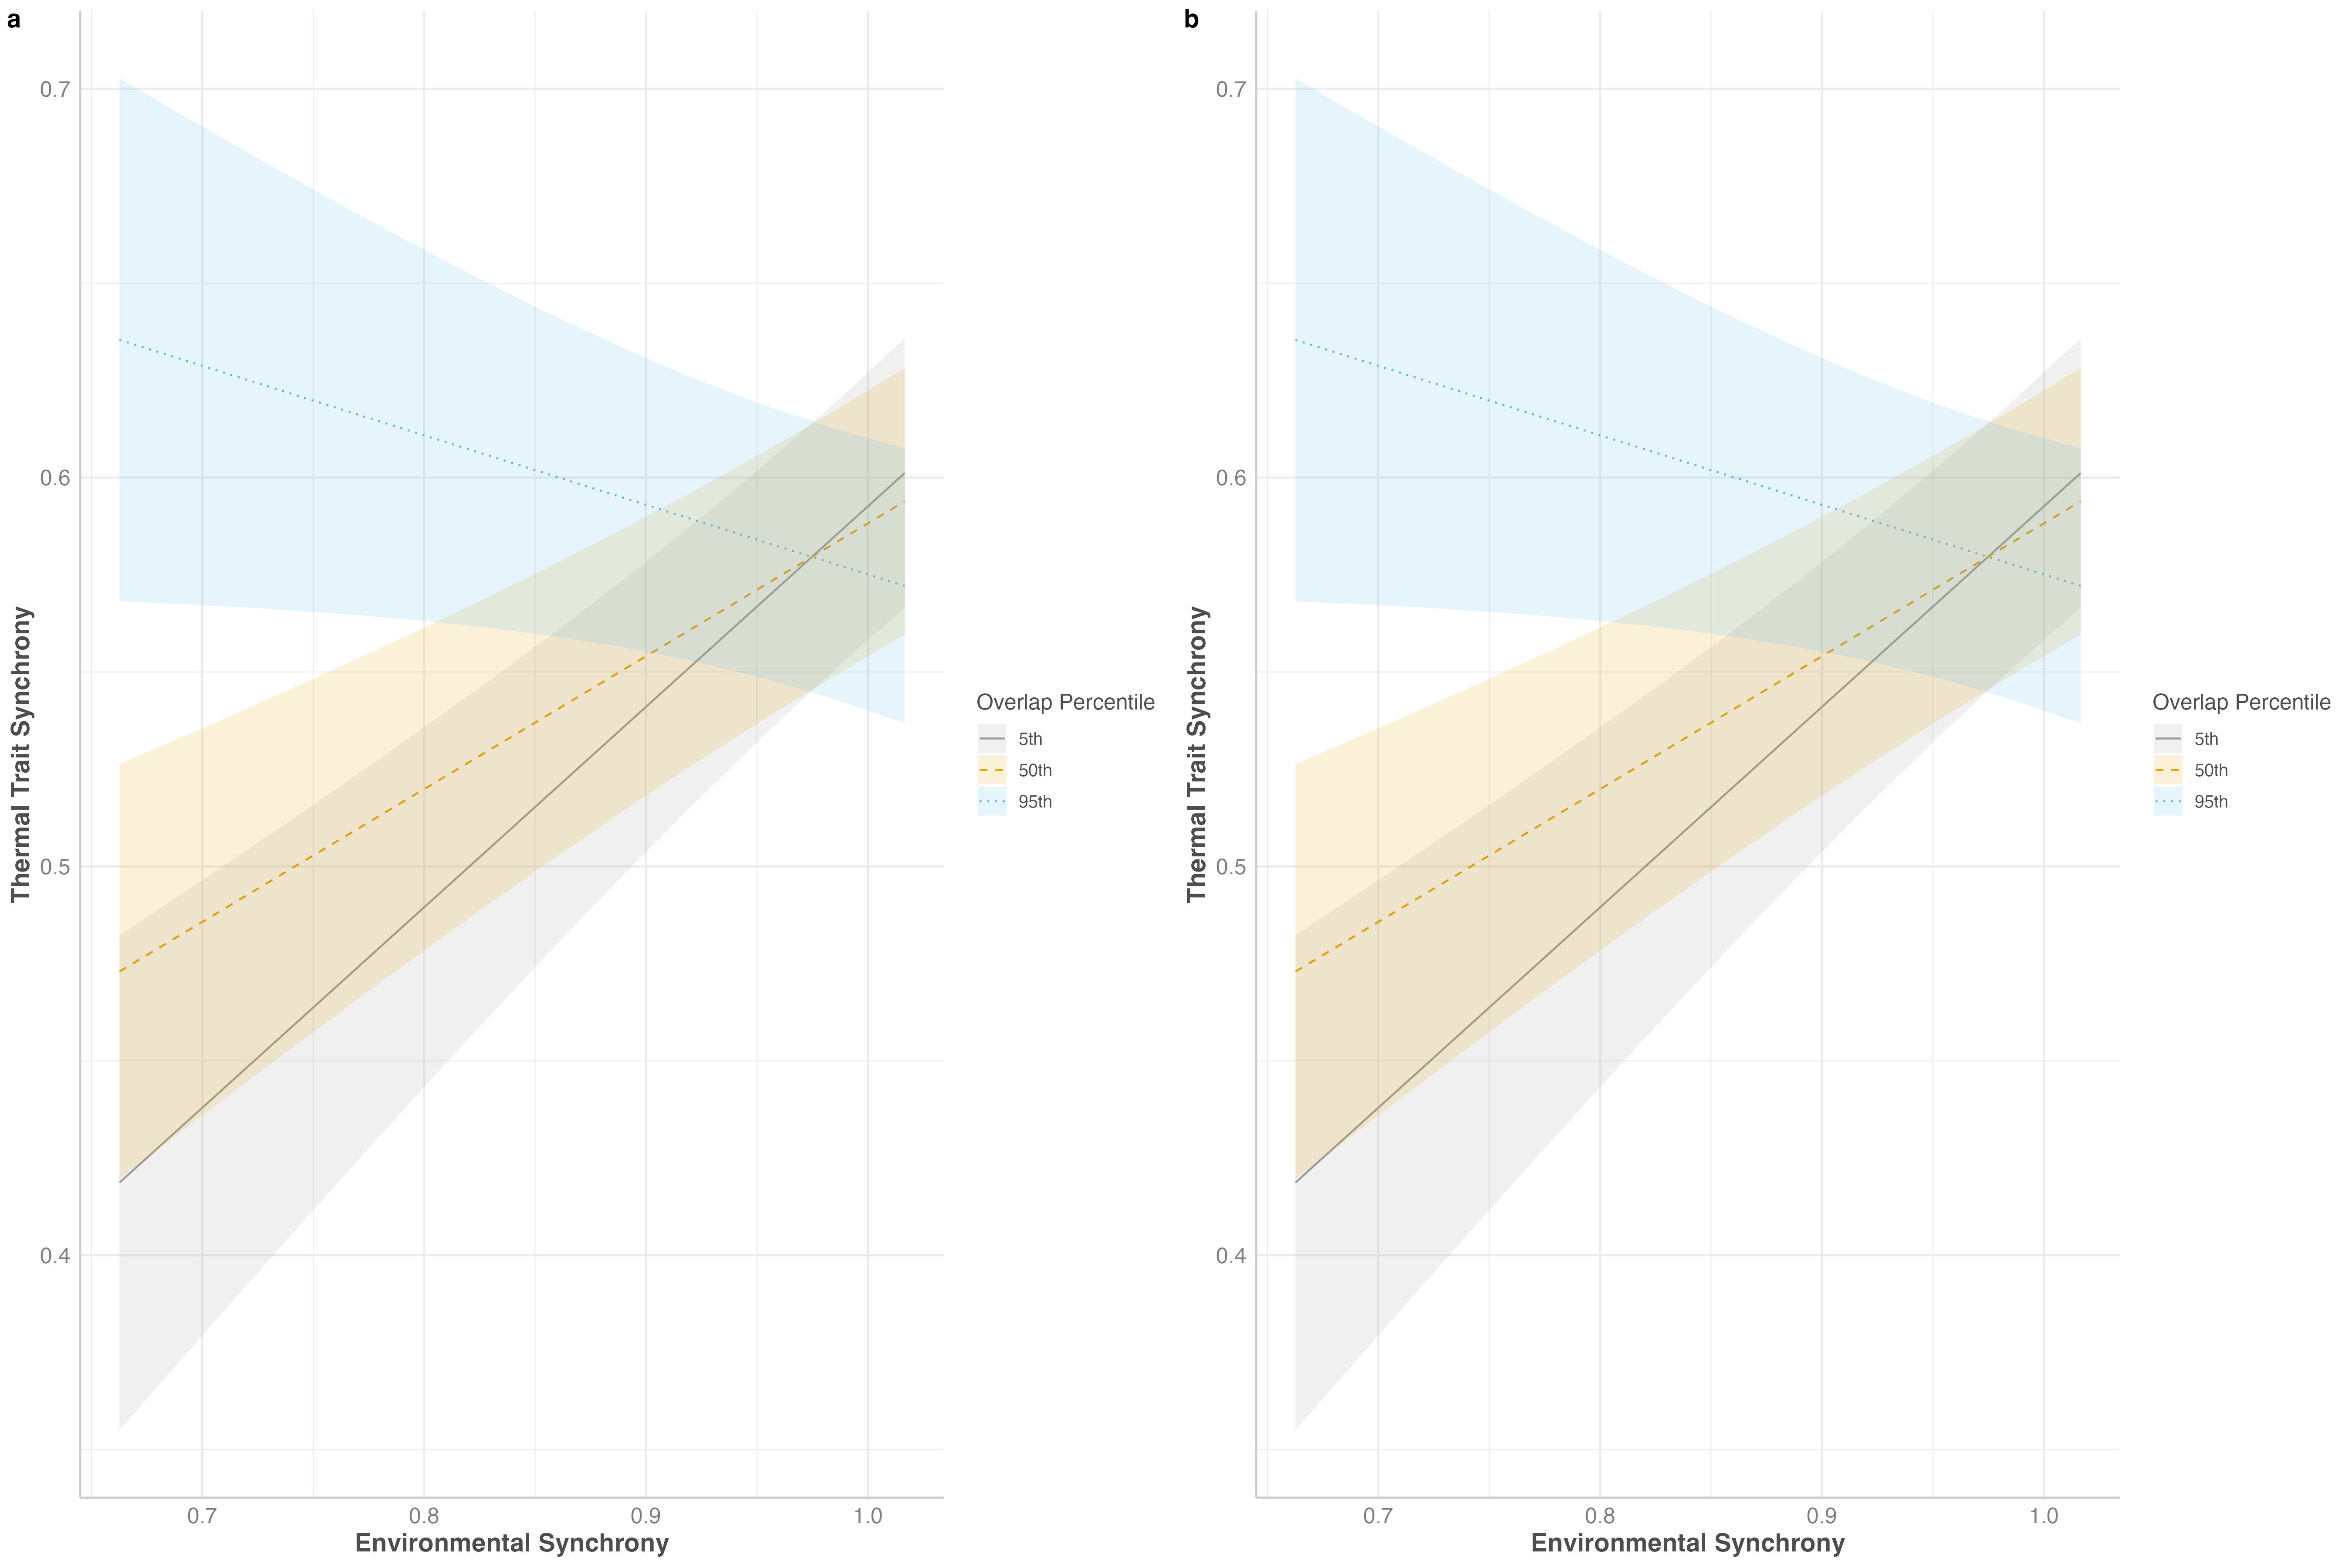 a
Thermal Trait Synchrony
0.7
0.6
0.5
0.4
0.7 0.8 0.9 1.0
Environmental Synchrony
Overlap Percentile
5th
50th
95th
b
Thermal Trait Synchrony
0.7
0.6
0.5
0.4
0.7 0.8 0.9 1.0
Environmental Synchrony
Overlap Percentile
5th
50th
95th